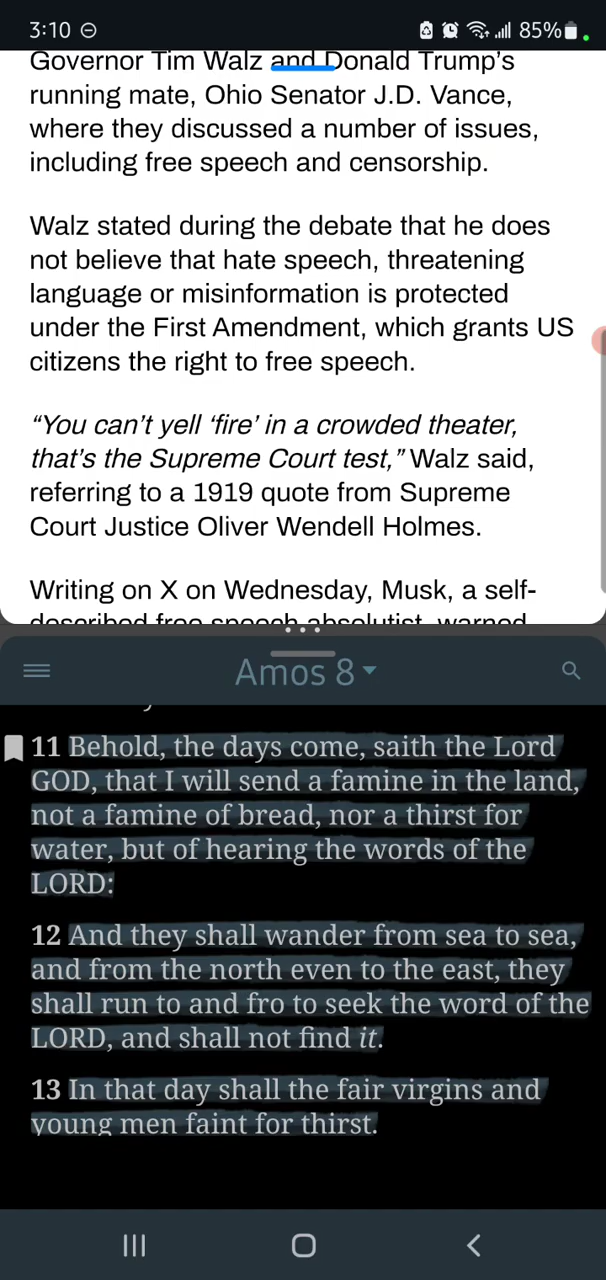 3:10
85%
Governor Tim Walz and Donald Trump's
running mate, Ohio Senator J.D. Vance,
where they discussed a number of issues,
including free speech and censorship.
Walz stated during the debate that he does
not believe that hate speech, threatening
language or misinformation is protected
under the First Amendment, which grants US
citizens the right to free speech.
“You can't yell ‘fire’ in a crowded theater,
that's the Supreme Court test,” Walz said,
referring to a 1919 quote from Supreme
Court Justice Oliver Wendell Holmes.
Writing on X on Wednesday, Musk, a self-
described free speech absolutist, warned
Amos 8
11 Behold, the days come, saith the Lord
GOD, that I will send a famine in the land,
not a famine of bread, nor a thirst for
water, but of hearing the words of the
LORD:
12 And they shall wander from sea to sea,
and from the north even to the east, they
shall run to and fro to seek the word of the
LORD, and shall not find it.
13 In that day shall the fair virgins and
young men faint for thirst.